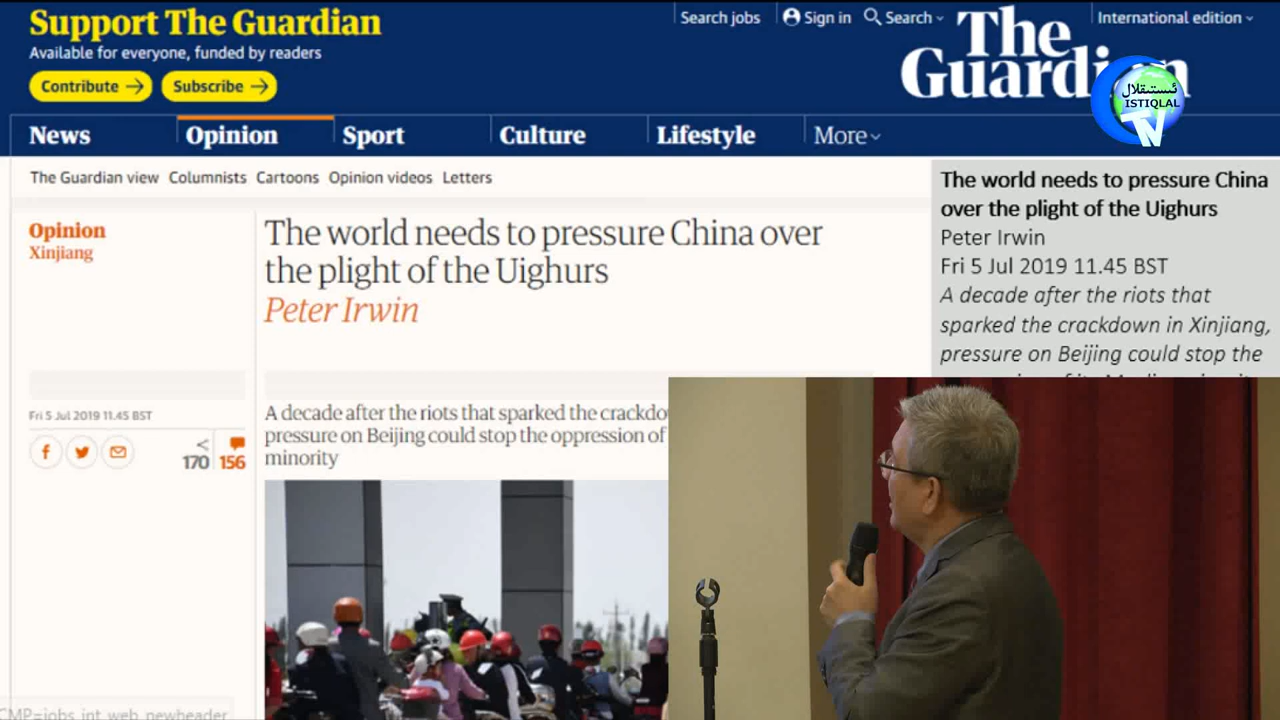 Support The Guardian
Available for everyone, funded by readers
Contribute →
Subscribe →
Search jobs
Sign in
Search
International edition
The
Guardian
ئىستىقلال
ISTIQLAL
TV
News
Opinion
Sport
Culture
Lifestyle
More
The Guardian view
Columnists
Cartoons
Opinion videos
Letters
Opinion
Xinjiang
The world needs to pressure China over
the plight of the Uighurs
Peter Irwin
Fri 5 Jul 2019 11.45 BST
170
156
A decade after the riots that sparked the crackdo
pressure on Beijing could stop the oppression of
minority
The world needs to pressure China
over the plight of the Uighurs
Peter Irwin
Fri 5 Jul 2019 11.45 BST
A decade after the riots that
sparked the crackdown in Xinjiang,
pressure on Beijing could stop the
CMP=jobs_int_web_newheader